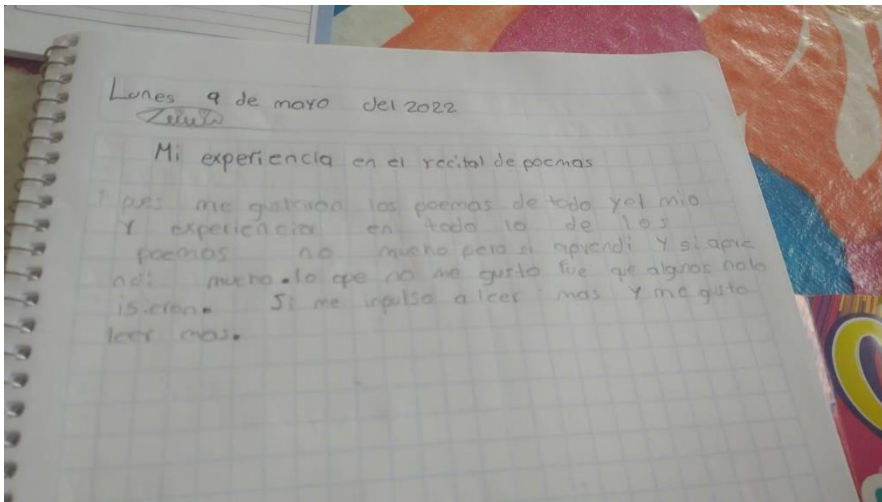 Lunes 9 de mayo del 2022
Mi experiencia en el recital de poemas
pues me gustaron los poemas de todo y el mio
Y experiencia en todo lo de los
poemas no mucho pero si aprendi Y si apre
ndi mucho. lo que no me gusto fue que algunos no lo
isieron. Si me inpulso a leer mas Y me gusto
leer mas.